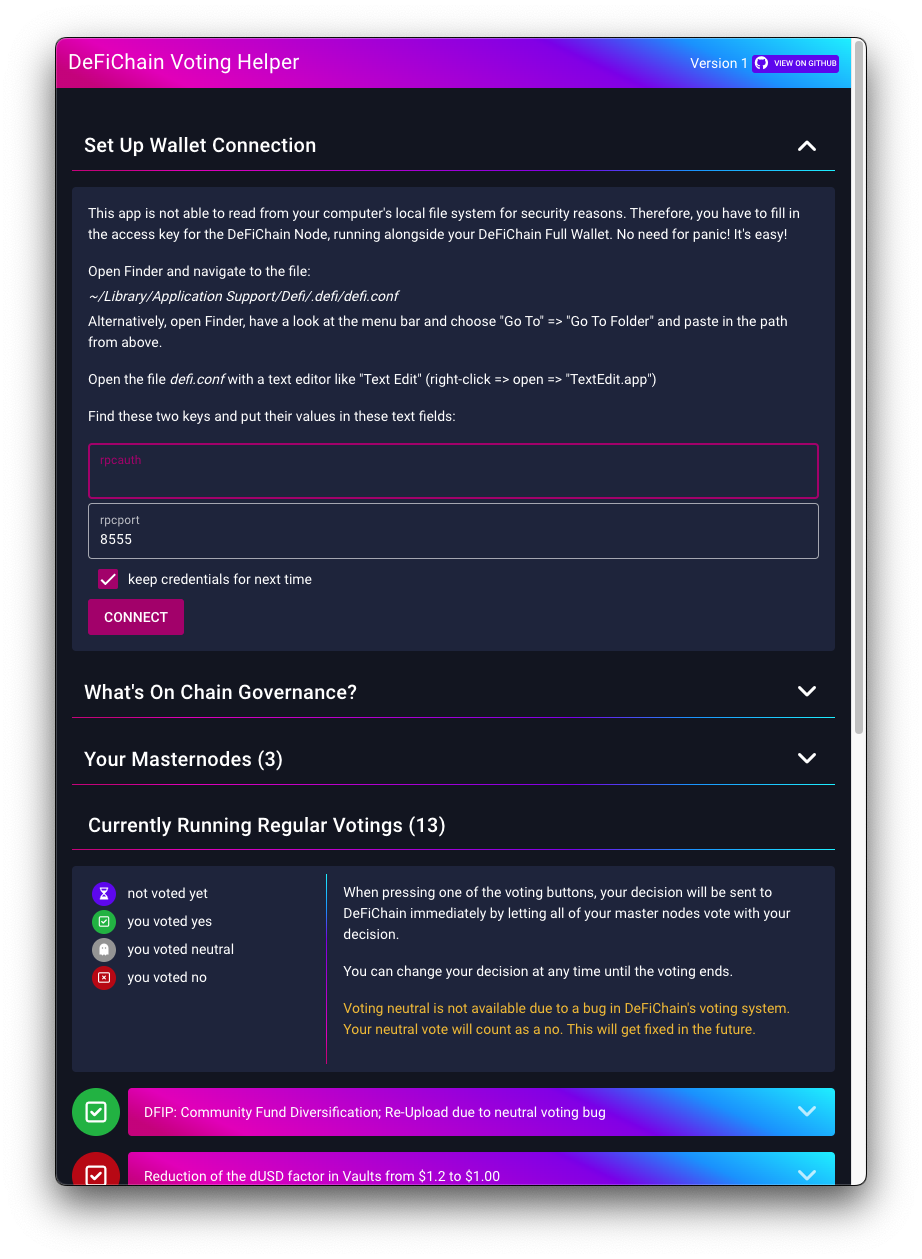 DeFiChain Voting Helper
Version 1 VIEW ON GITHUB
Set Up Wallet Connection
This app is not able to read from your computer's local file system for security reasons. Therefore, you have to fill in
the access key for the DeFiChain Node, running alongside your DeFiChain Full Wallet. No need for panic! It's easy!
Open Finder and navigate to the file:
~/Library/Application Support/Defi/.defi/defi.conf
Alternatively, open Finder, have a look at the menu bar and choose "Go To" => "Go To Folder" and paste in the path
from above.
Open the file defi.conf with a text editor like "Text Edit" (right-click => open => "TextEdit.app")
Find these two keys and put their values in these text fields:
rpcauth
rpcport
8555
keep credentials for next time
CONNECT
What's On Chain Governance?
Your Masternodes (3)
Currently Running Regular Votings (13)
not voted yet
you voted yes
you voted neutral
you voted no
When pressing one of the voting buttons, your decision will be sent to
DeFiChain immediately by letting all of your master nodes vote with your
decision.
You can change your decision at any time until the voting ends.
Voting neutral is not available due to a bug in DeFiChain's voting system.
Your neutral vote will count as a no. This will get fixed in the future.
DFIP: Community Fund Diversification; Re-Upload due to neutral voting bug
Reduction of the dUSD factor in Vaults from $1.2 to $1.00